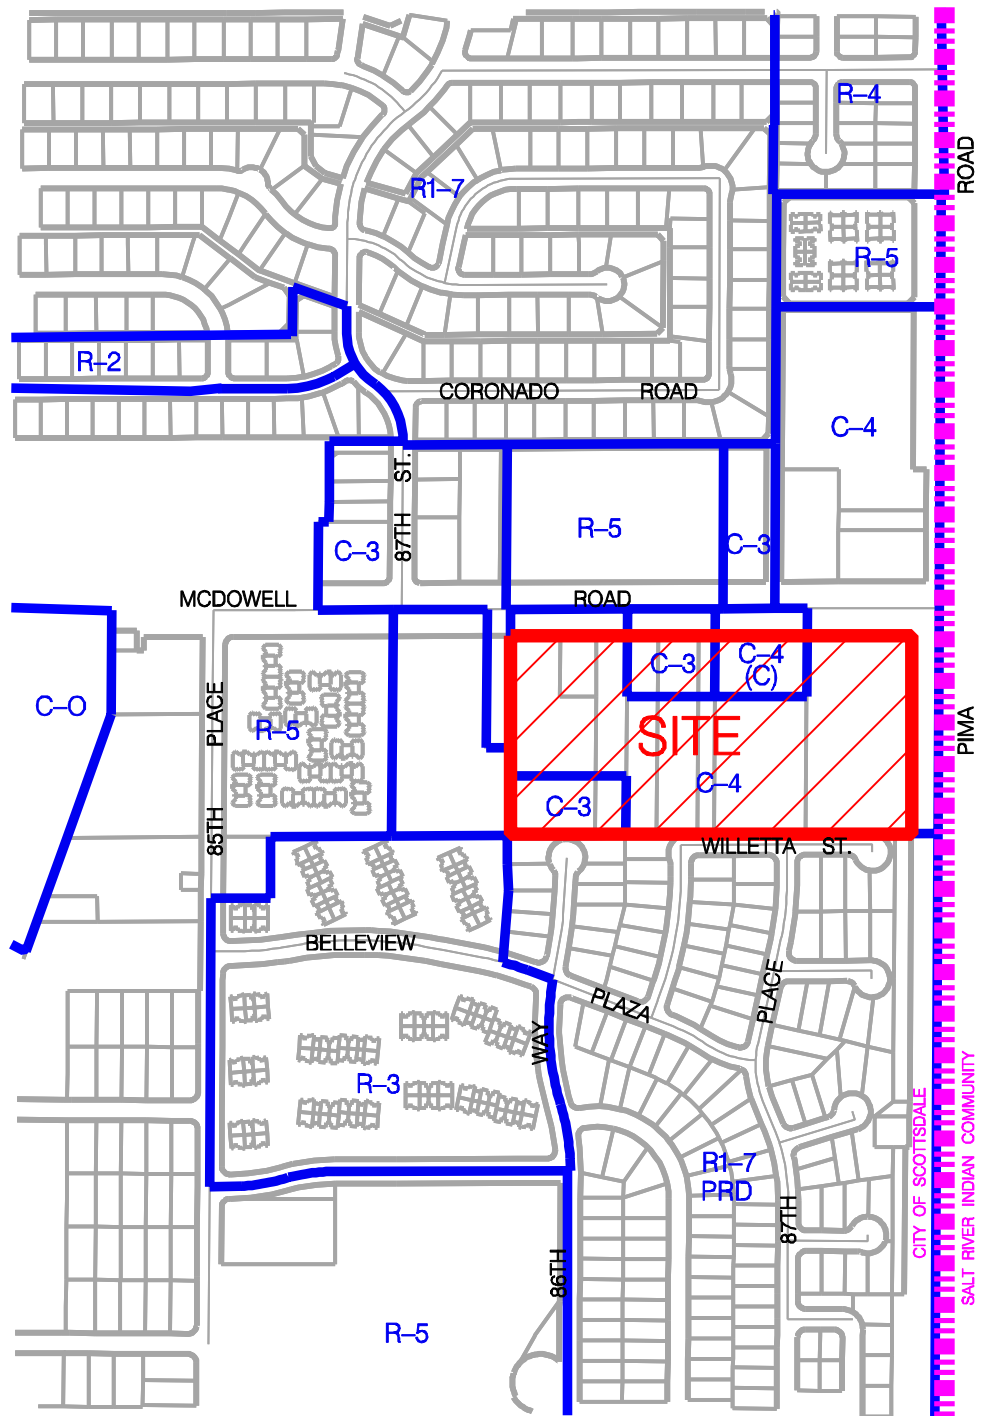 R–4
ROAD
R1–7
R–5
R–2
CORONADO ROAD
C–4
87TH ST.
R–5
C–3
C–3
MCDOWELL ROAD
C–O
85TH PLACE
R–5
C–3
C–4
(C)
SITE
PIMA
C–3
C–4
WILLETTA ST.
BELLEVIEW
PLAZA
PLACE
WAY
R–3
R1–7
PRD
87TH
86TH
R–5
CITY OF SCOTTSDALE
SALT RIVER INDIAN COMMUNITY